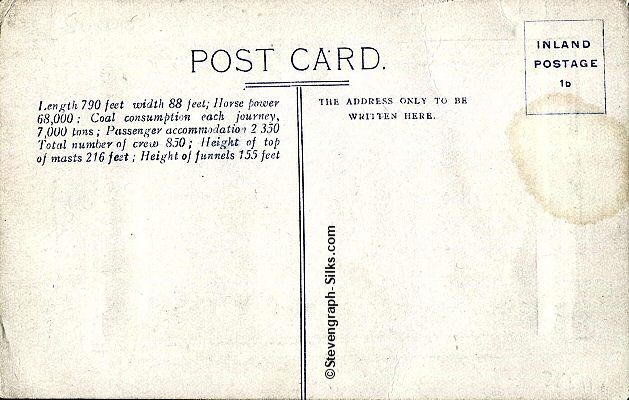 POST CARD.
INLAND
POSTAGE
1D
Length 790 feet width 88 feet; Horse power
68,000; Coal consumption each journey,
7,000 tons; Passenger accommodation 2 350
Total number of crew 850; Height of top
of masts 216 feet; Height of funnels 155 feet
THE ADDRESS ONLY TO BE
WRITTEN HERE.
©Stevengraph-Silks.com